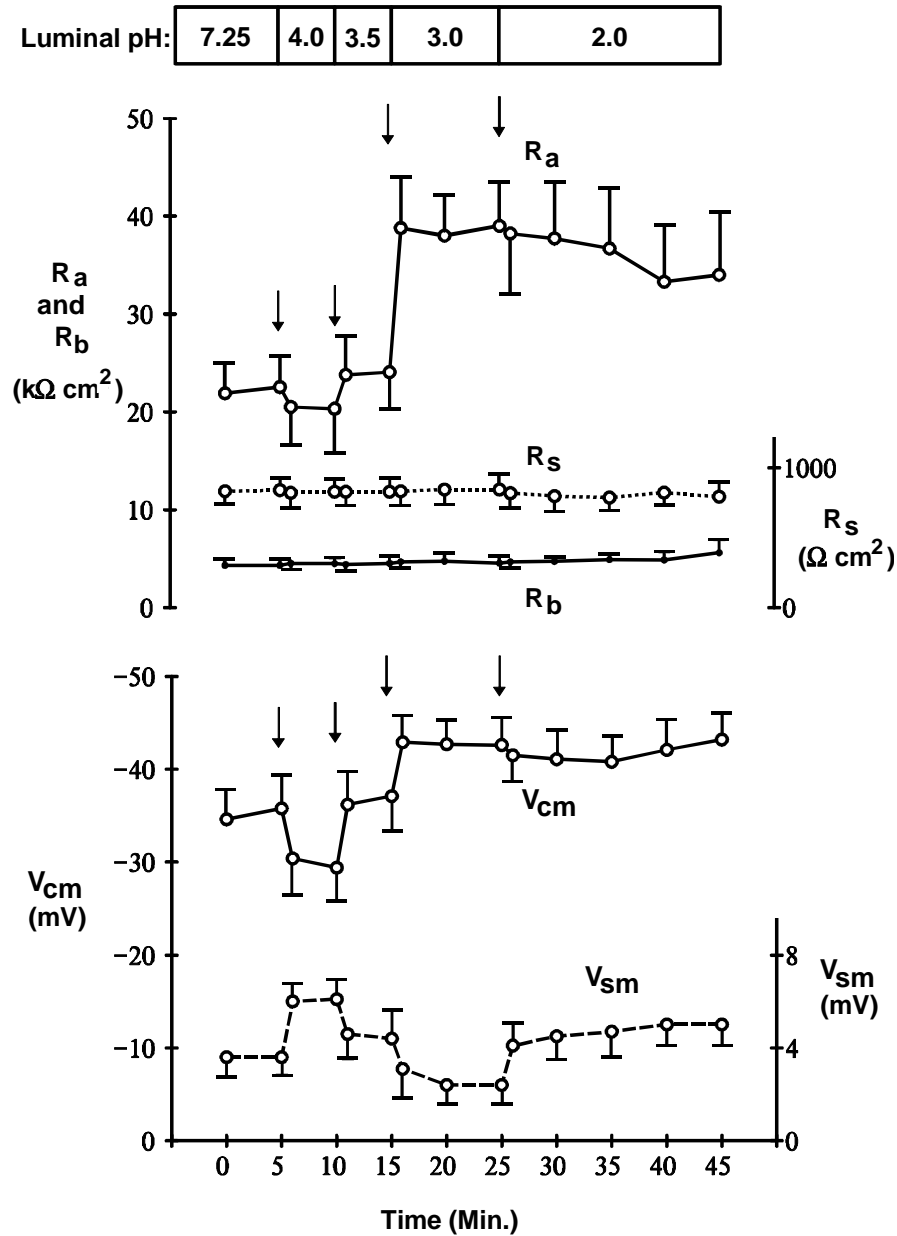 Luminal pH: 7.25 4.0 3.5 3.0 2.0
50
40
30
20
10
0
Ra
and
Rb
(kΩ cm2)
Ra
Rs
Rb
1000
0
Rs
(Ω cm2)
−50
−40
−30
−20
−10
0
Vcm
(mV)
Vcm
Vsm
8
4
0
Vsm
(mV)
0 5 10 15 20 25 30 35 40 45
Time (Min.)